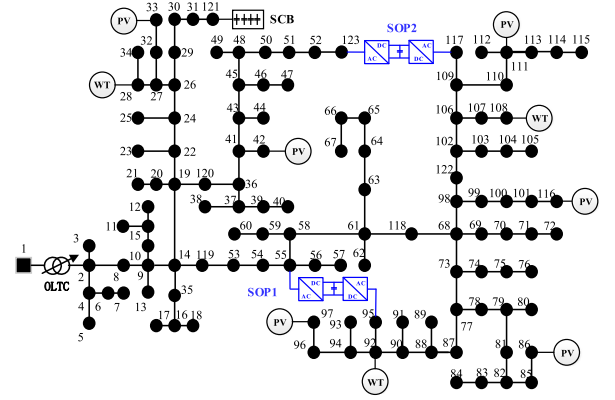 PV 33 30 31 121 SCB
SOP2
PV
34 32 29 49 48 50 51 52 123 DC AC AC DC 117 112 113 114 115
111
WT 28 27 26 45 46 47 109 110
25 24 43 44 66 65 106 107 108 WT
23 22 41 42 PV 67 64 102 103 104 105
21 20 19 120 36 63 122
12 38 37 39 40 98 99 100 101 116 PV
11 15 60 59 58 61 118 68 69 70 71 72
1 3 10 14 119 53 54 55 56 57 62
OLTC 2 8 9 73 74 75 76
4 6 7 13 35 SOP1 DC AC AC DC
5 17 16 18 PV 97 93 95 91 89 77 78 79 80
96 94 92 90 88 87 81 86 PV
WT 84 83 82 85